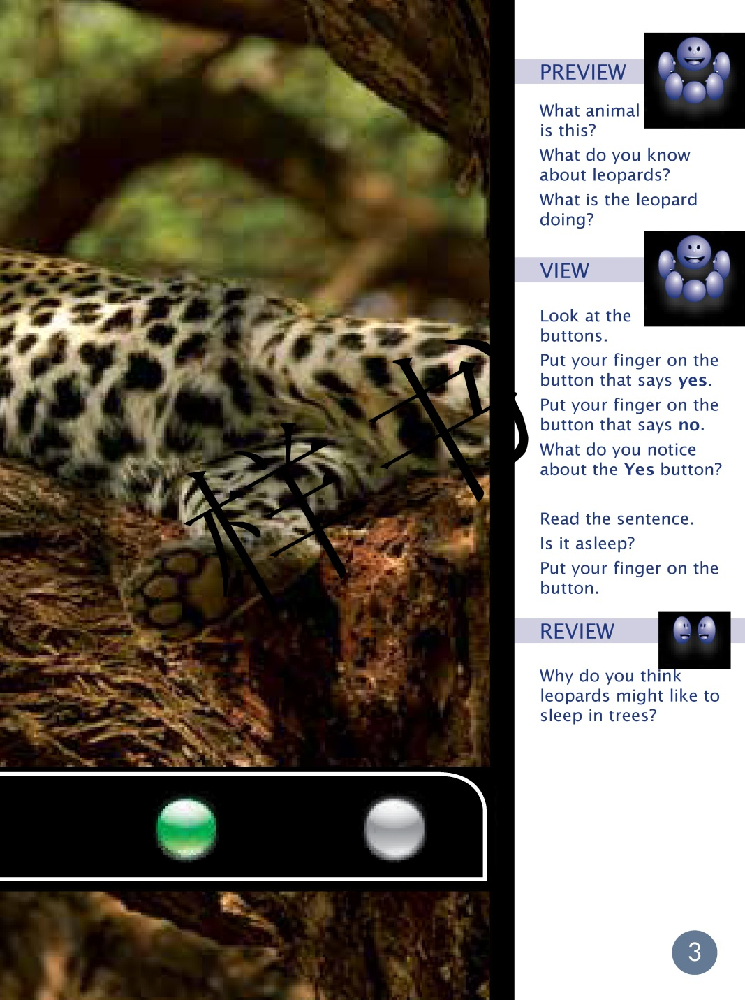 PREVIEW
What animal
is this?
What do you know
about leopards?
What is the leopard
doing?
VIEW
Look at the
buttons.
Put your finger on the
button that says yes.
Put your finger on the
button that says no.
What do you notice
about the Yes button?
Read the sentence.
Is it asleep?
Put your finger on the
button.
REVIEW
Why do you think
leopards might like to
sleep in trees?
3
样书